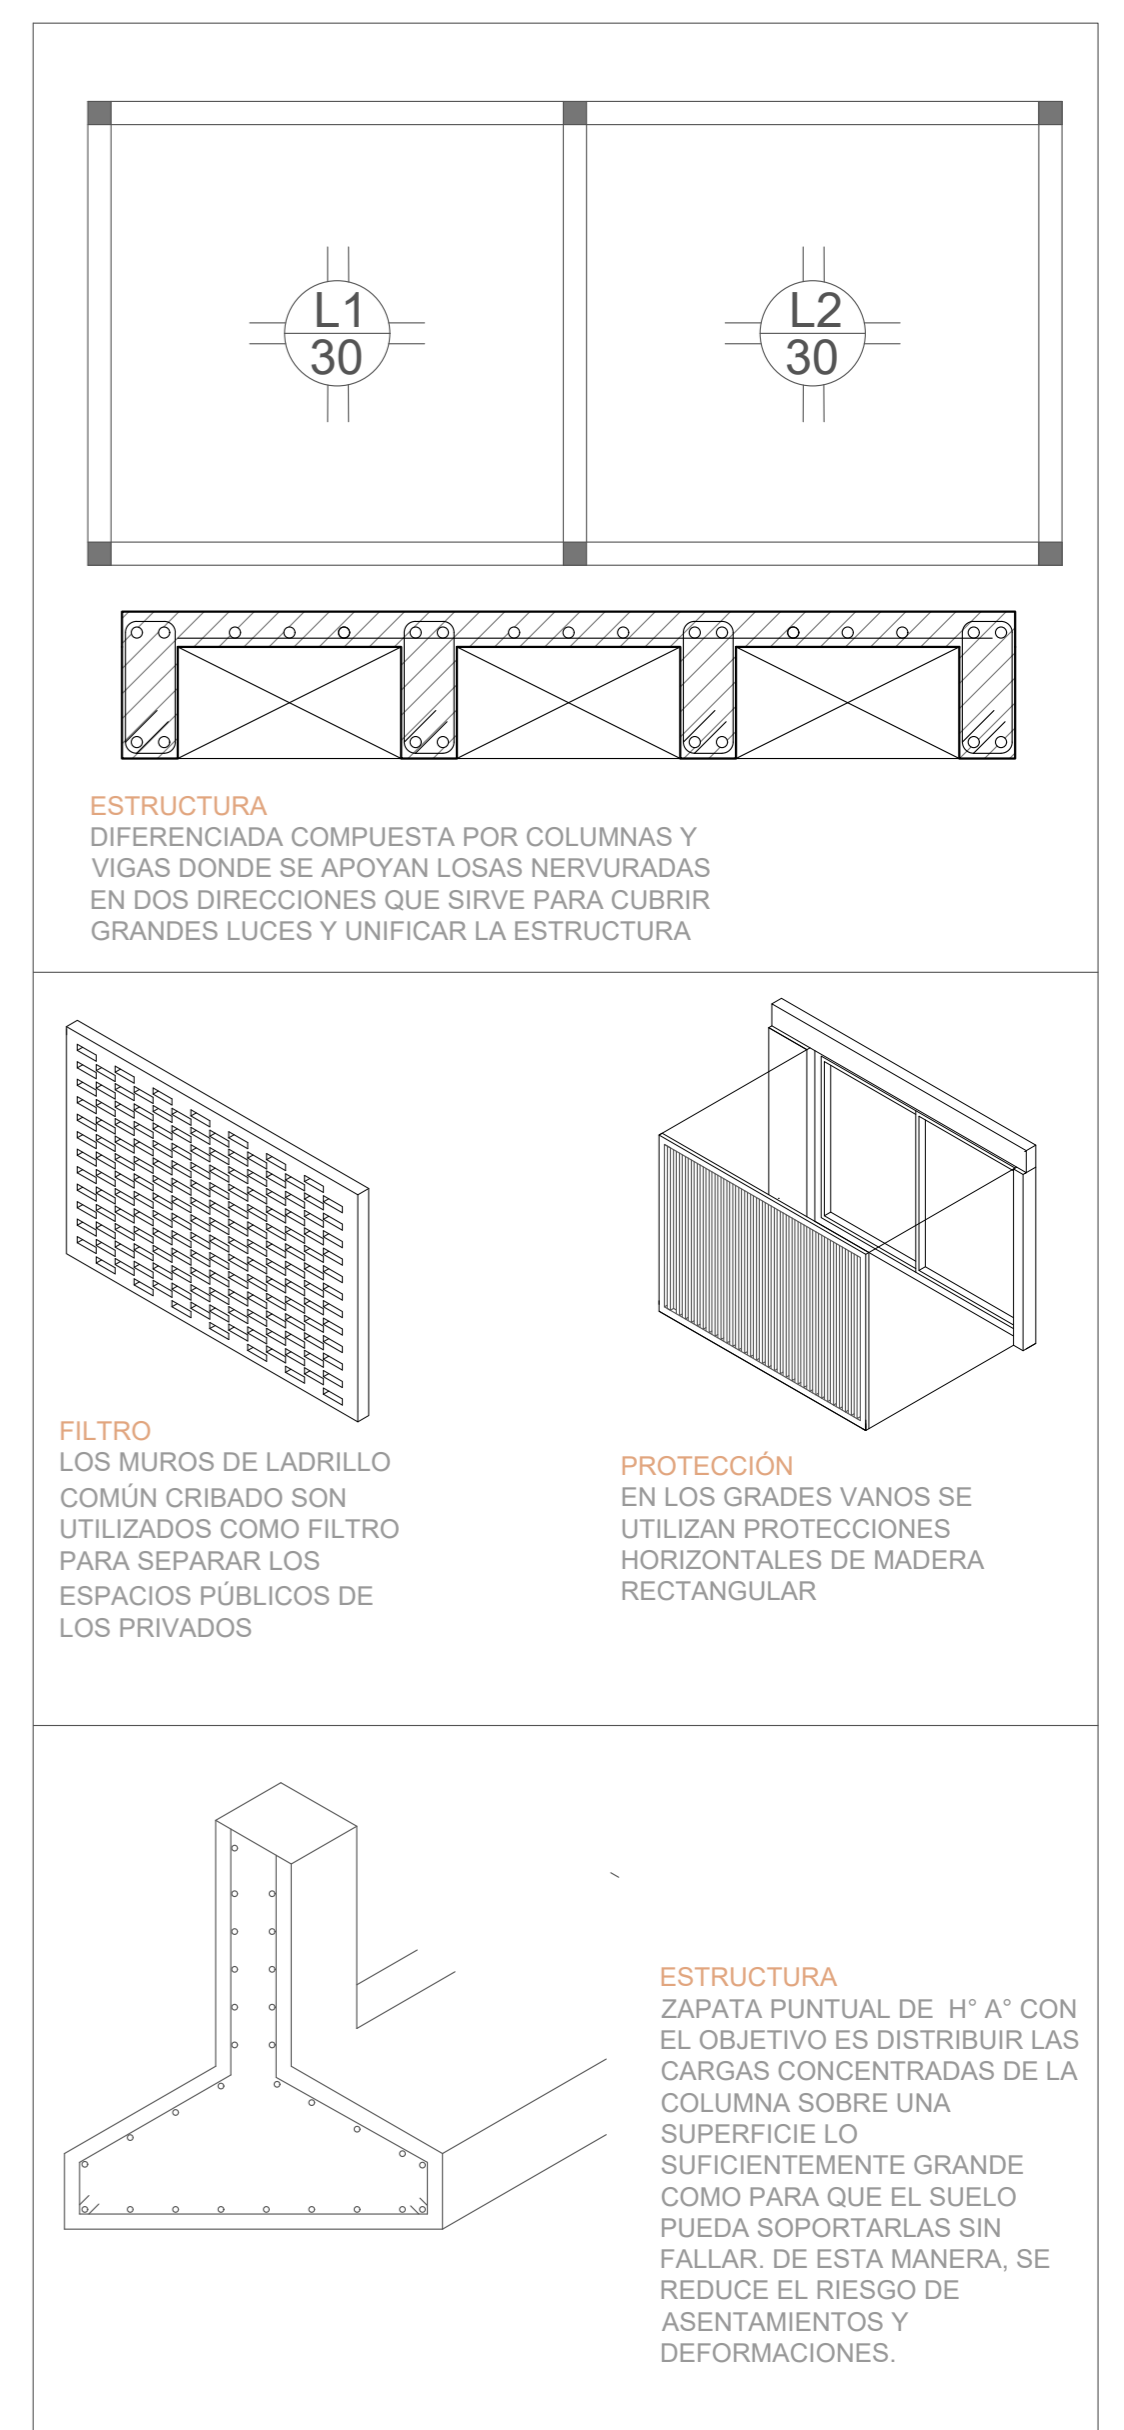 L1
30
L2
30
ESTRUCTURA
DIFERENCIADA COMPUESTA POR COLUMNAS Y
VIGAS DONDE SE APOYAN LOSAS NERVURADAS
EN DOS DIRECCIONES QUE SIRVE PARA CUBRIR
GRANDES LUCES Y UNIFICAR LA ESTRUCTURA
FILTRO
LOS MUROS DE LADRILLO
COMÚN CRIBADO SON
UTILIZADOS COMO FILTRO
PARA SEPARAR LOS
ESPACIOS PÚBLICOS DE
LOS PRIVADOS
PROTECCIÓN
EN LOS GRADES VANOS SE
UTILIZAN PROTECCIONES
HORIZONTALES DE MADERA
RECTANGULAR
ESTRUCTURA
ZAPATA PUNTUAL DE H° A° CON
EL OBJETIVO ES DISTRIBUIR LAS
CARGAS CONCENTRADAS DE LA
COLUMNA SOBRE UNA
SUPERFICIE LO
SUFICIENTEMENTE GRANDE
COMO PARA QUE EL SUELO
PUEDA SOPORTARLAS SIN
FALLAR. DE ESTA MANERA, SE
REDUCE EL RIESGO DE
ASENTAMIENTOS Y
DEFORMACIONES.